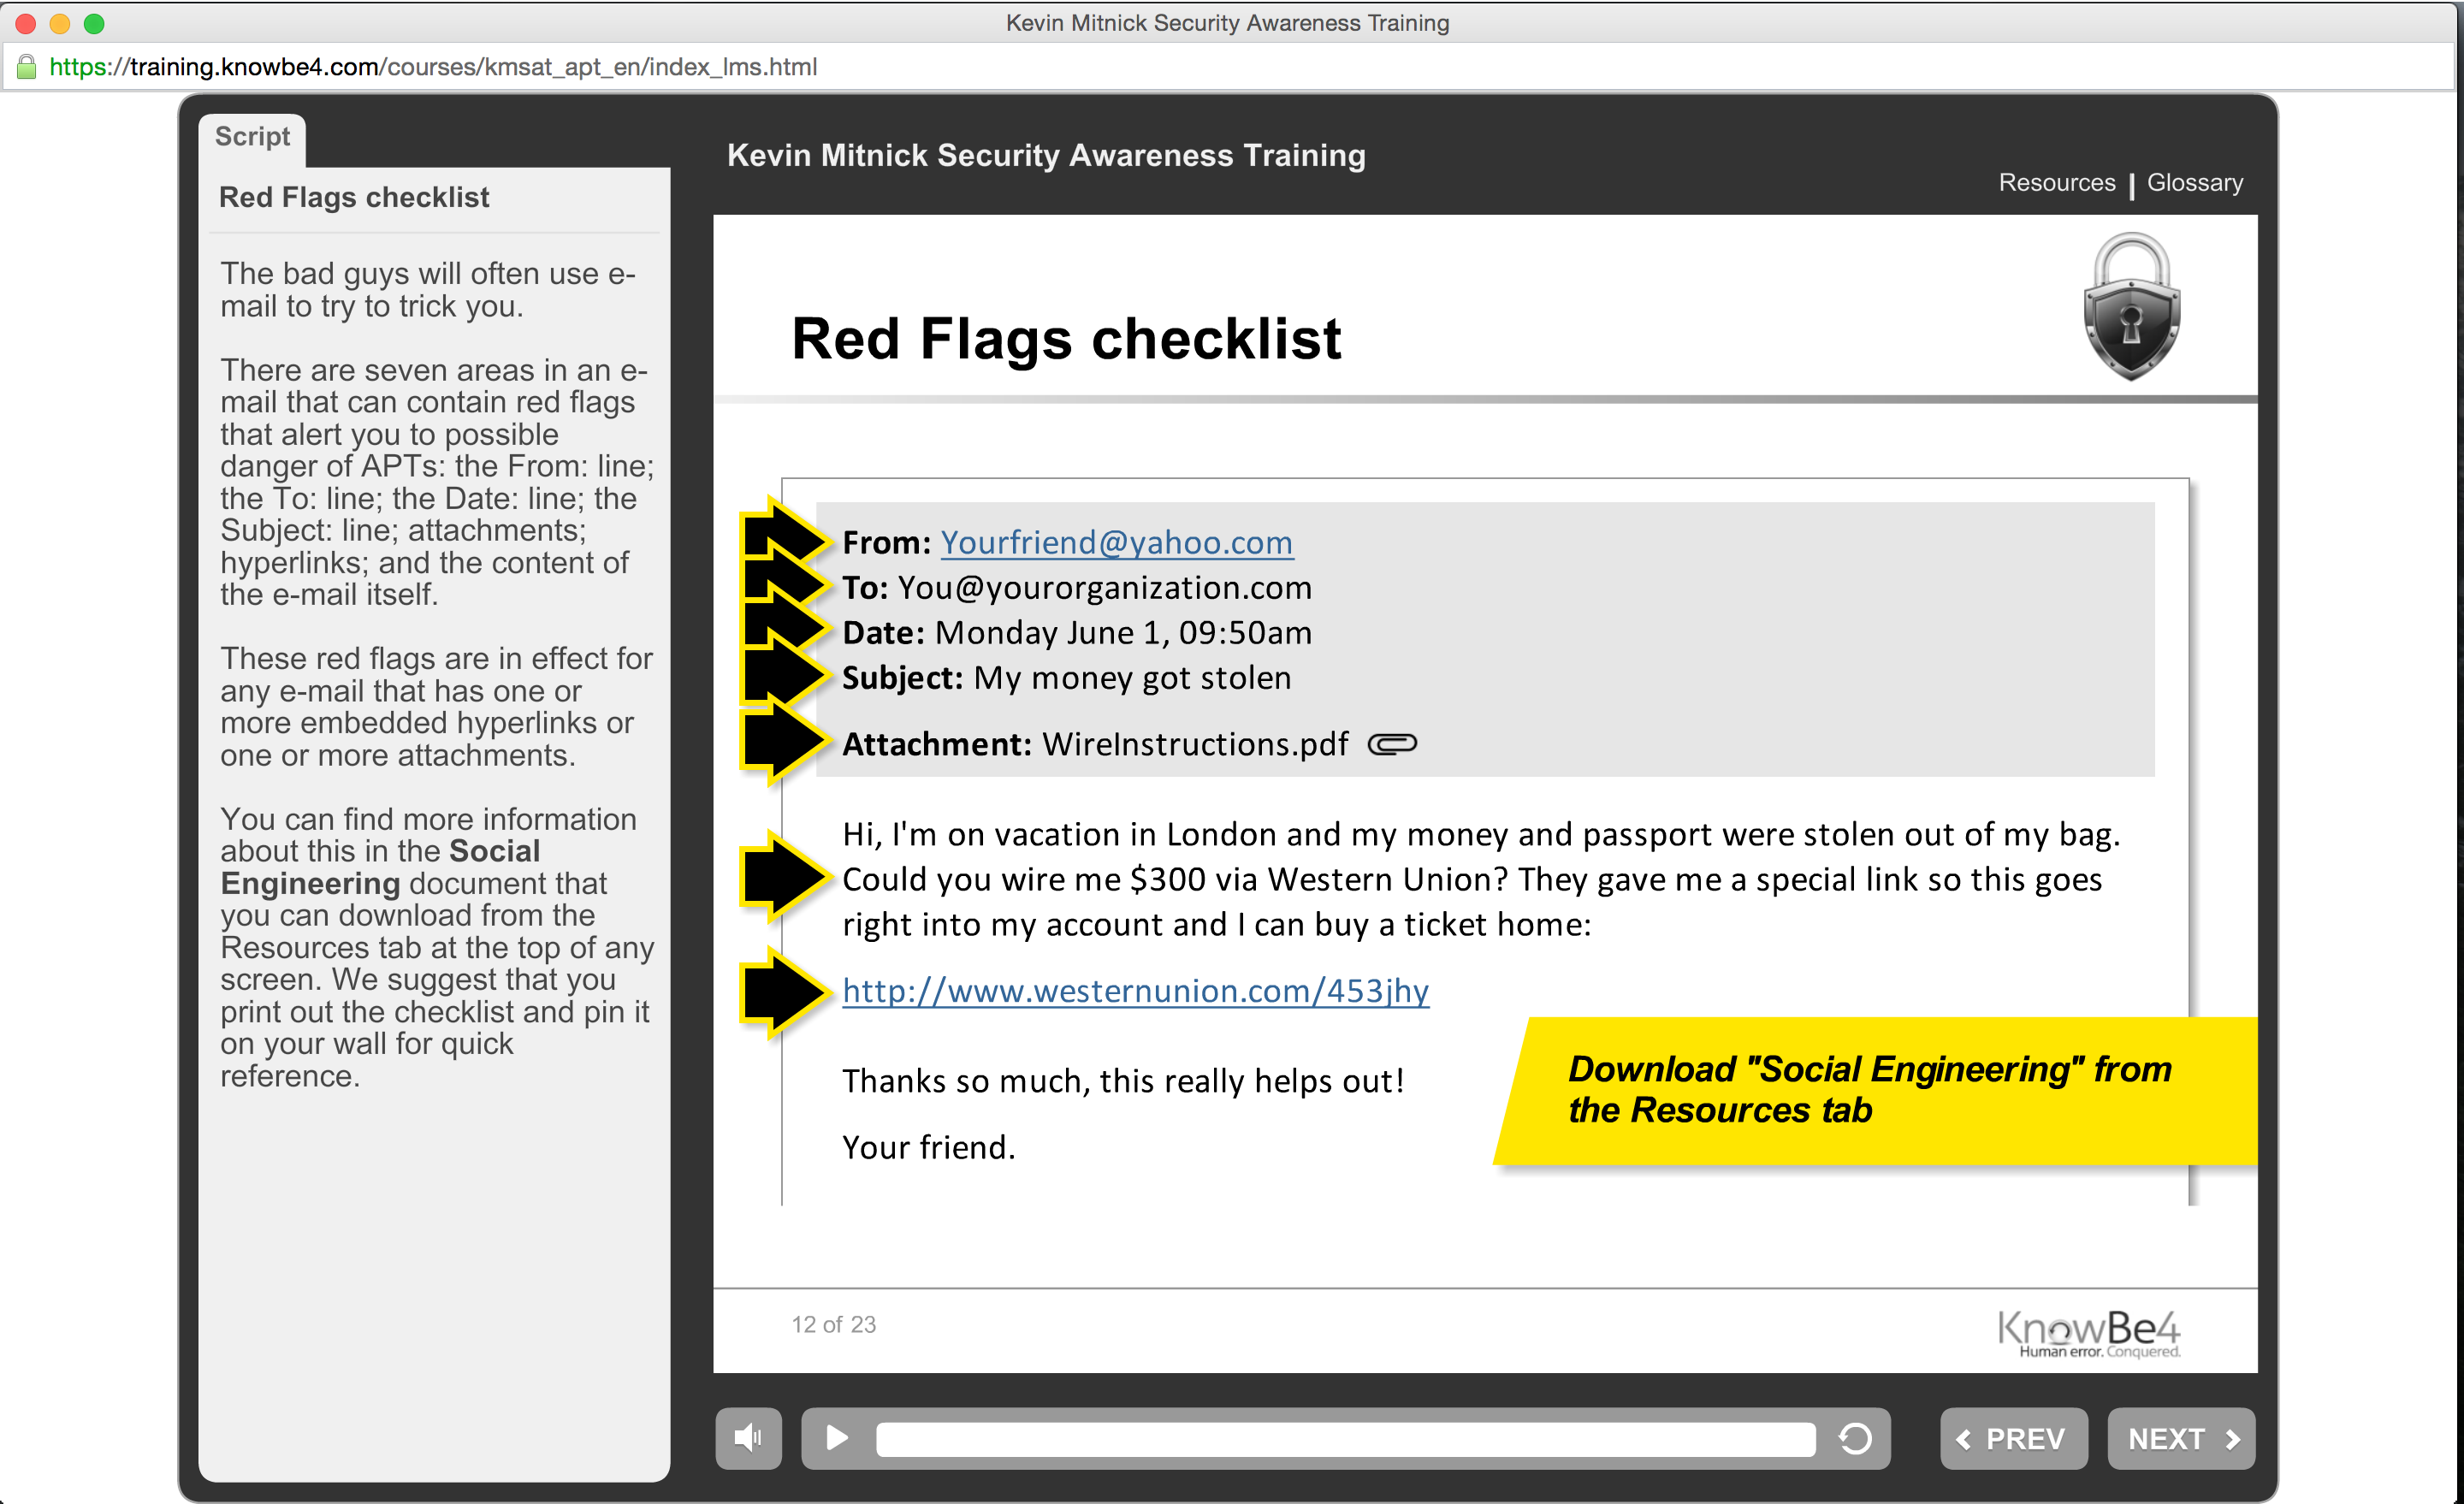 Kevin Mitnick Security Awareness Training
https://training.knowbe4.com/courses/kmsat_apt_en/index_lms.html
Script
Red Flags checklist
The bad guys will often use e-
mail to try to trick you.
There are seven areas in an e-
mail that can contain red flags
that alert you to possible
danger of APTs: the From: line;
the To: line; the Date: line; the
Subject: line; attachments;
hyperlinks; and the content of
the e-mail itself.
These red flags are in effect for
any e-mail that has one or
more embedded hyperlinks or
one or more attachments.
You can find more information
about this in the Social
Engineering document that
you can download from the
Resources tab at the top of any
screen. We suggest that you
print out the checklist and pin it
on your wall for quick
reference.
Kevin Mitnick Security Awareness Training
Resources | Glossary
Red Flags checklist
From: Yourfriend@yahoo.com
To: You@yourorganization.com
Date: Monday June 1, 09:50am
Subject: My money got stolen
Attachment: WireInstructions.pdf
Hi, I'm on vacation in London and my money and passport were stolen out of my bag.
Could you wire me $300 via Western Union? They gave me a special link so this goes
right into my account and I can buy a ticket home:
http://www.westernunion.com/453jhy
Thanks so much, this really helps out!
Your friend.
Download "Social Engineering" from
the Resources tab
12 of 23
KnowBe4
Human error. Conquered.
PREV
NEXT